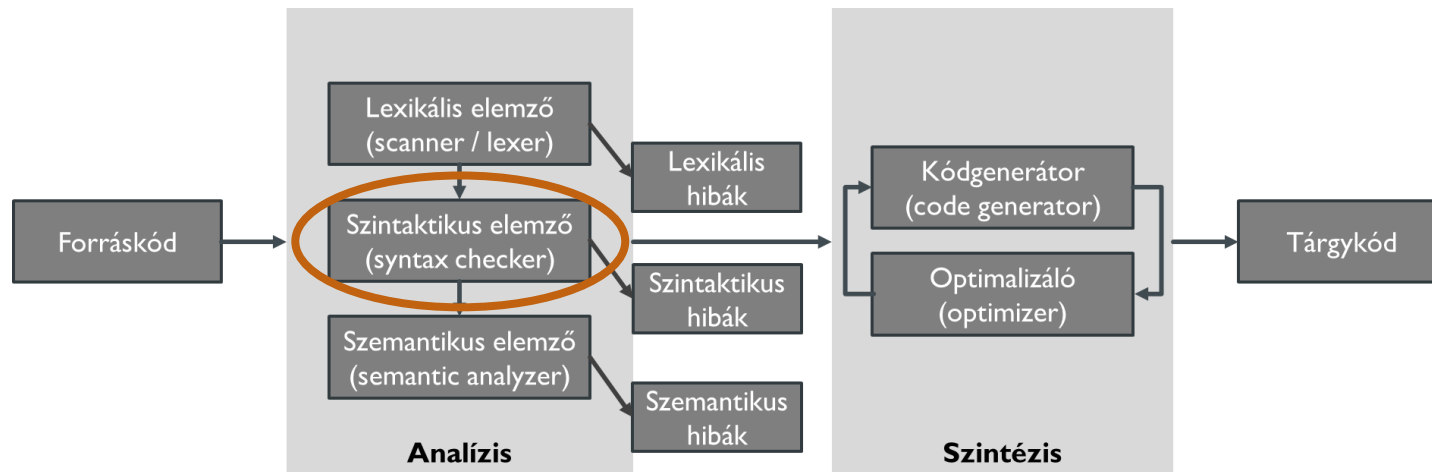 Forráskód
Lexikális elemző
(scanner / lexer)
Lexikális
hibák
Szintaktikus elemző
(syntax checker)
Szintaktikus
hibák
Szemantikus elemző
(semantic analyzer)
Szemantikus
hibák
Analízis
Kódgenerátor
(code generator)
Optimalizáló
(optimizer)
Szintézis
Tárgykód